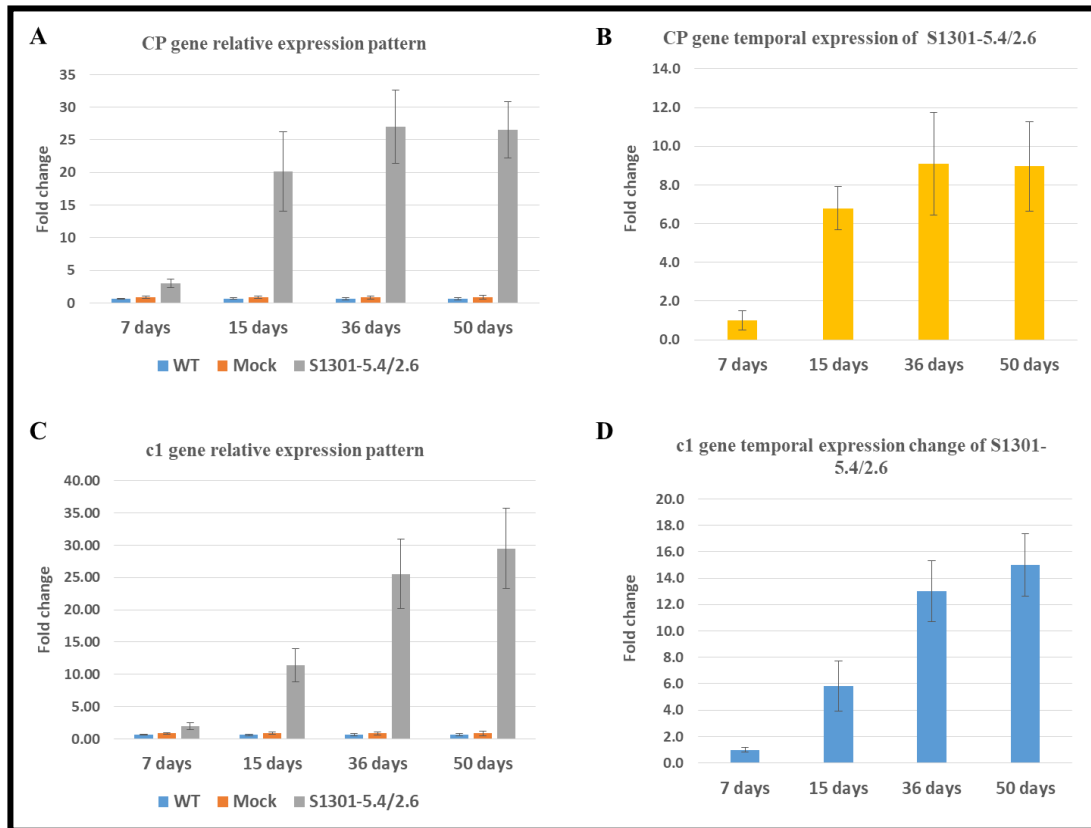 A
CP gene relative expression pattern
Fold change
35
30
25
20
15
10
5
0
7 days
15 days
36 days
50 days
WT
Mock
S1301-5.4/2.6
B
CP gene temporal expression of S1301-5.4/2.6
Fold change
14.0
12.0
10.0
8.0
6.0
4.0
2.0
0.0
7 days
15 days
36 days
50 days
C
c1 gene relative expression pattern
Fold change
40.00
35.00
30.00
25.00
20.00
15.00
10.00
5.00
0.00
7 days
15 days
36 days
50 days
WT
Mock
S1301-5.4/2.6
D
c1 gene temporal expression change of S1301-
5.4/2.6
Fold change
20.0
18.0
16.0
14.0
12.0
10.0
8.0
6.0
4.0
2.0
0.0
7 days
15 days
36 days
50 days